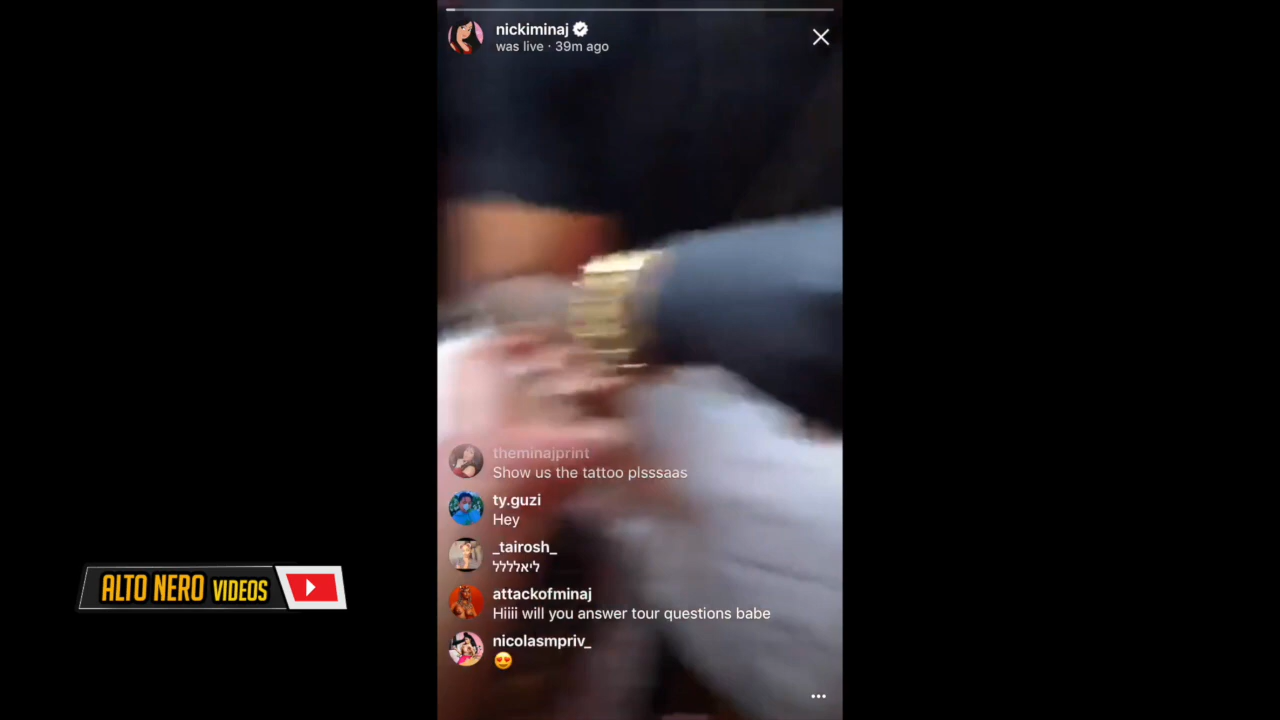 nickiminaj
was live · 39m ago
theminajprint
Show us the tattoo plsssaas
ty.guzi
Hey
_tairosh_
ליאלללל
attackofminaj
Hiiii will you answer tour questions babe
nicolasmpriv_
😍
ALTO NERO VIDEOS